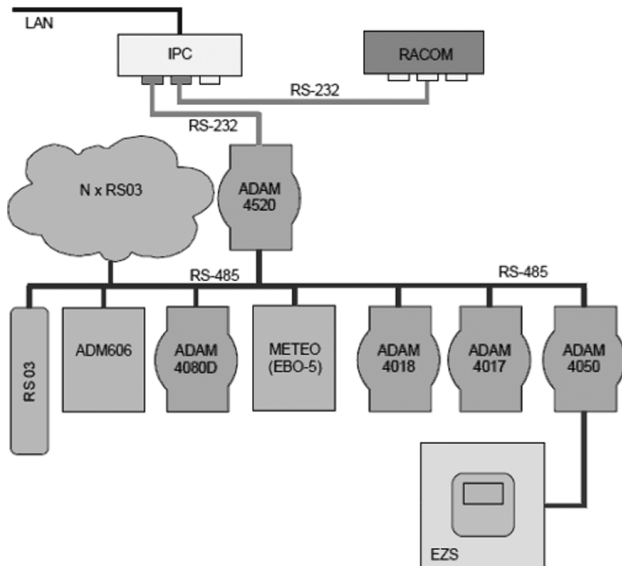 LAN
IPC
RACOM
RS-232
RS-232
N x RS03
ADAM
4520
RS-485
RS-485
RS 03
ADM606
ADAM
4080D
METEO
(EBO-5)
ADAM
4018
ADAM
4017
ADAM
4050
EZS